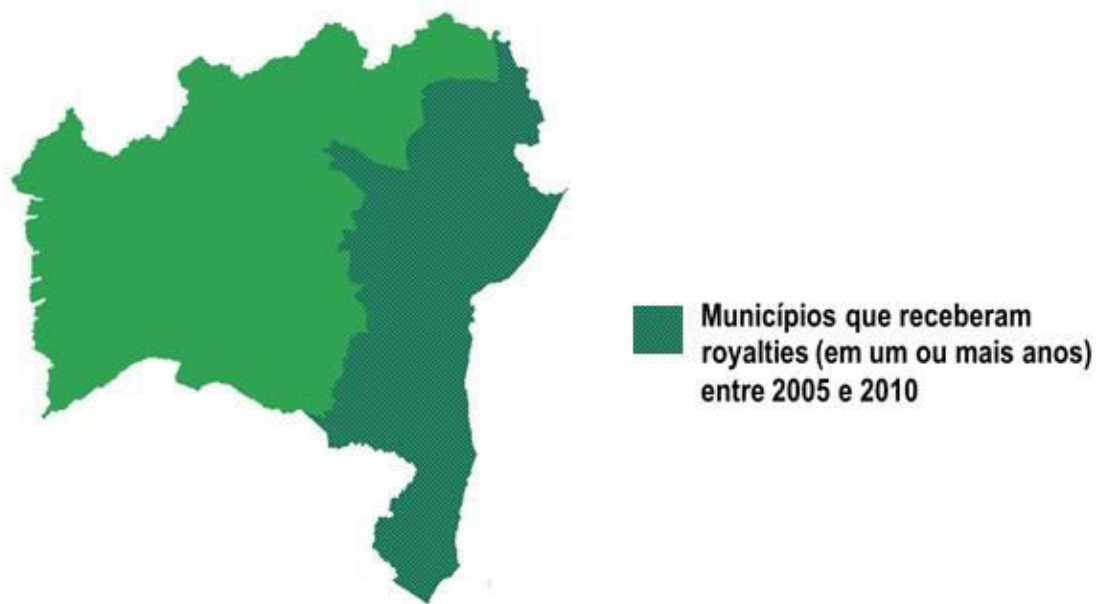 Municípios que receberam
royalties (em um ou mais anos)
entre 2005 e 2010